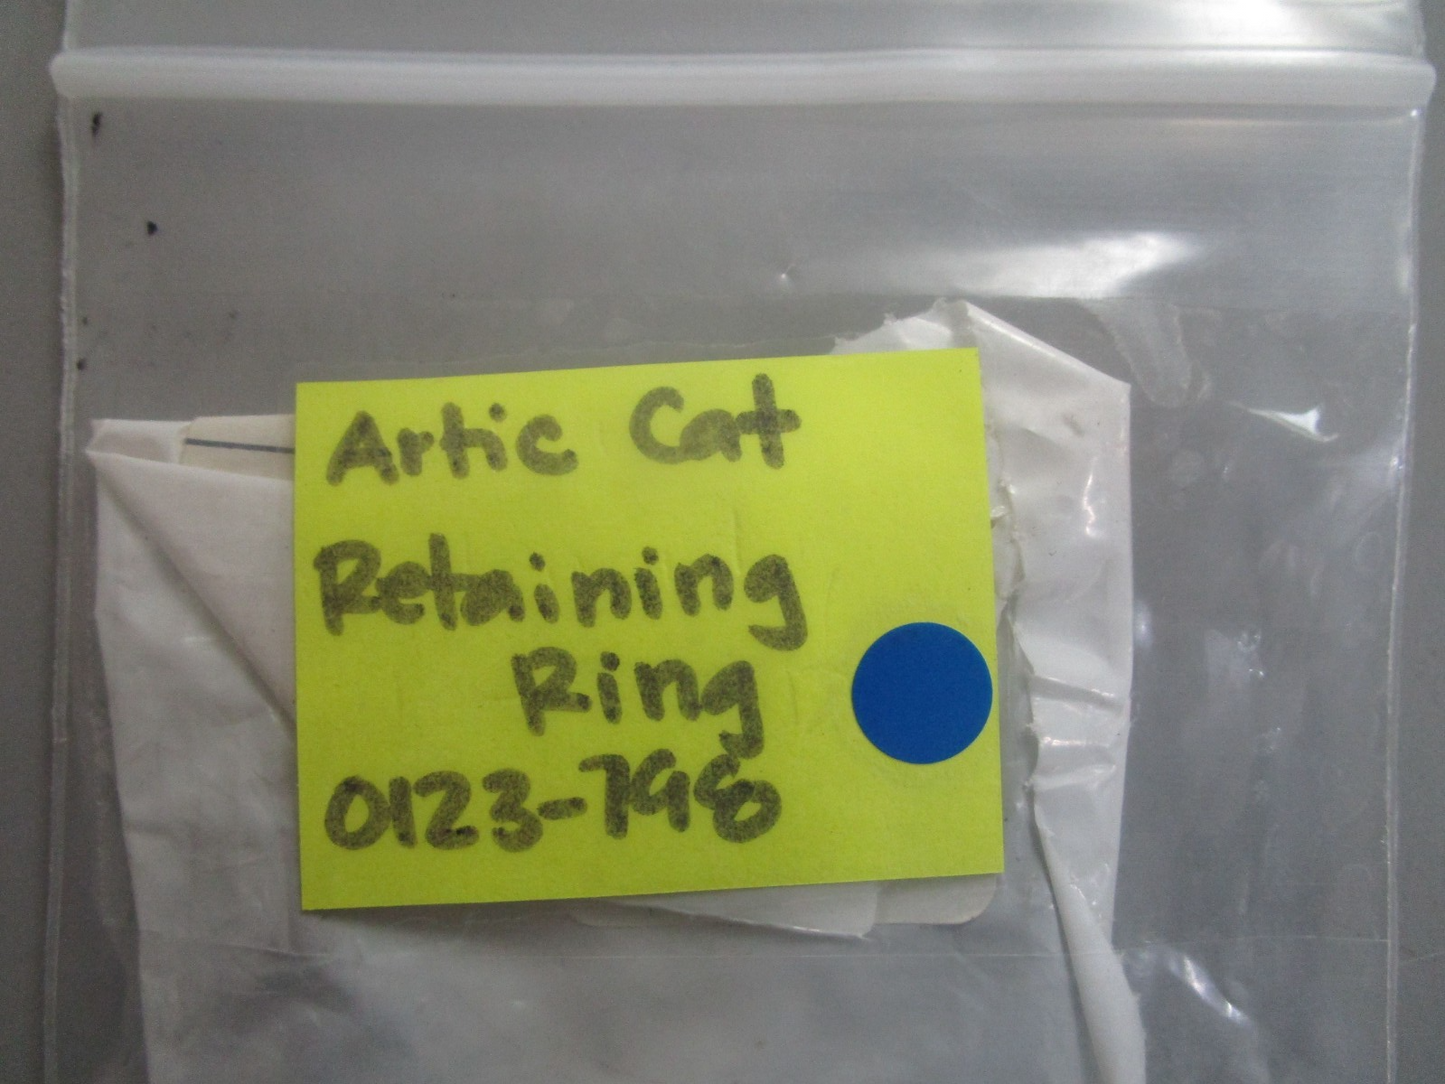 Artic Cat
Retaining
Ring
0123-798